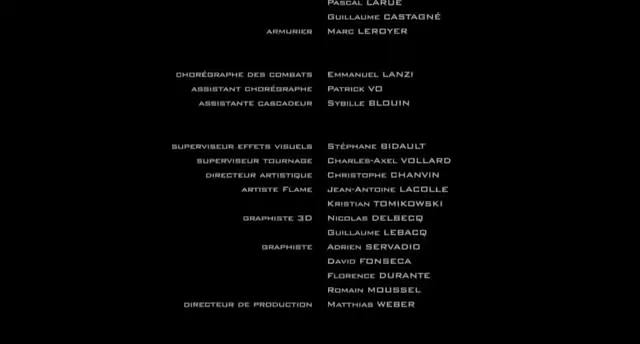 Pascal LARUE
Guillaume CASTAGNÉ
ARMURIER Marc LEROYER
CHORÉGRAPHE DES COMBATS Emmanuel LANZI
ASSISTANT CHORÉGRAPHE Patrick VO
ASSISTANTE CASCADEUR Sybille BLOUIN
SUPERVISEUR EFFETS VISUELS Stéphane BIDAULT
SUPERVISEUR TOURNAGE Charles-Axel VOLLARD
DIRECTEUR ARTISTIQUE Christophe CHANVIN
ARTISTE Flame Jean-Antoine LACOLLE
Kristian TOMIKOWSKI
GRAPHISTE 3D Nicolas DELBECQ
Guillaume LEBACQ
GRAPHISTE Adrien SERVADIO
David FONSECA
Florence DURANTE
Romain MOUSSEL
DIRECTEUR DE PRODUCTION Matthias WEBER